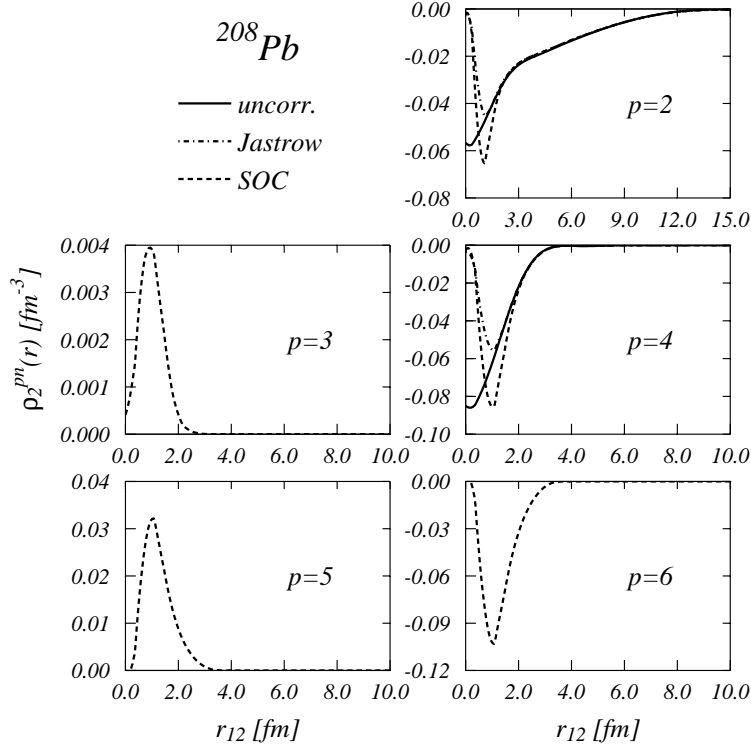 ²⁰⁸Pb
uncorr.
Jastrow
SOC
0.00
-0.02
-0.04
-0.06
-0.08
p=2
0.0 3.0 6.0 9.0 12.0 15.0
ρ₂ᵖⁿ(r) [fm⁻³]
0.004
0.003
0.002
0.001
0.000
p=3
0.0 2.0 4.0 6.0 8.0 10.0
0.00
-0.02
-0.04
-0.06
-0.08
-0.10
p=4
0.0 2.0 4.0 6.0 8.0 10.0
0.04
0.03
0.02
0.01
0.00
p=5
0.0 2.0 4.0 6.0 8.0 10.0
r₁₂ [fm]
0.00
-0.03
-0.06
-0.09
-0.12
p=6
0.0 2.0 4.0 6.0 8.0 10.0
r₁₂ [fm]